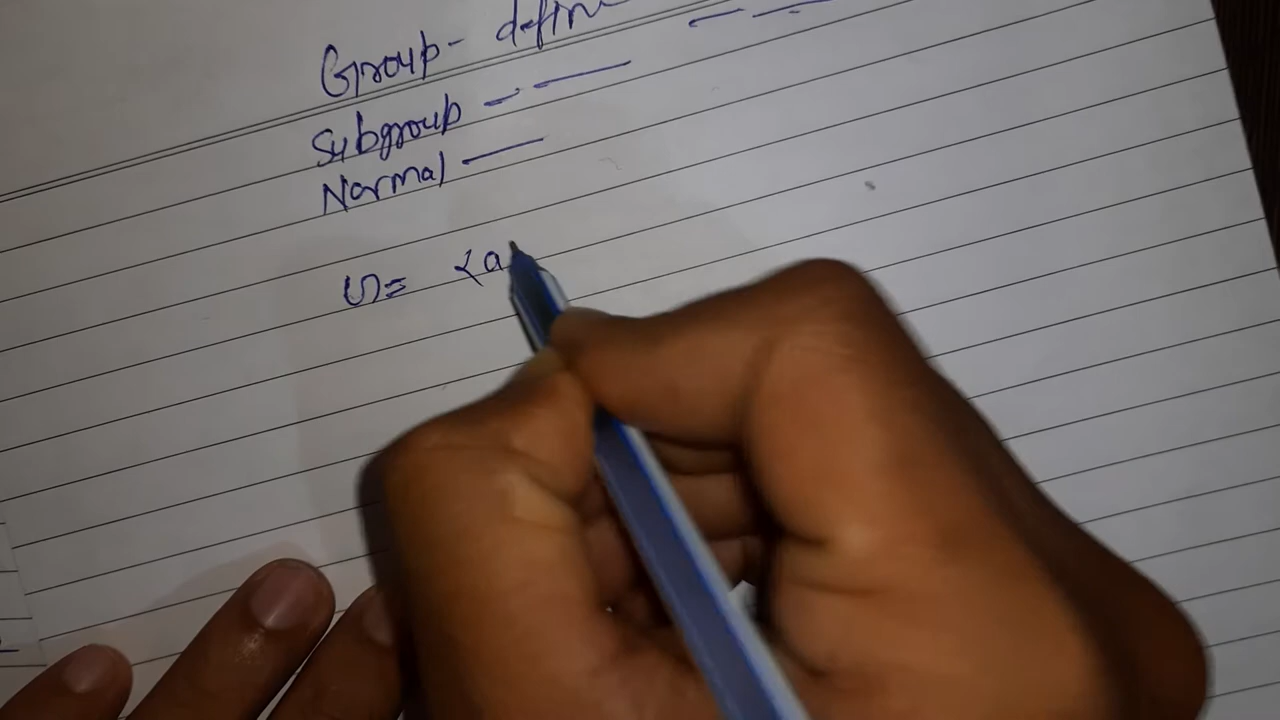 Group - defin
Subgroup -
Normal -
G = {a